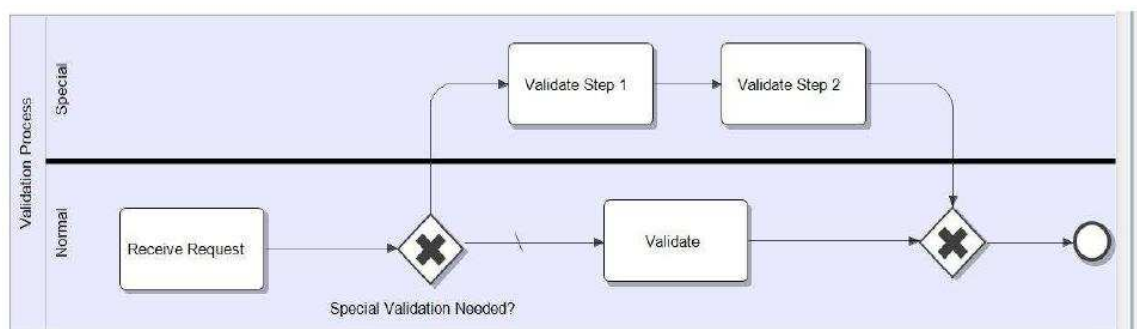 Validation Process
Special
Validate Step 1
Validate Step 2
Normal
Receive Request
Validate
Special Validation Needed?